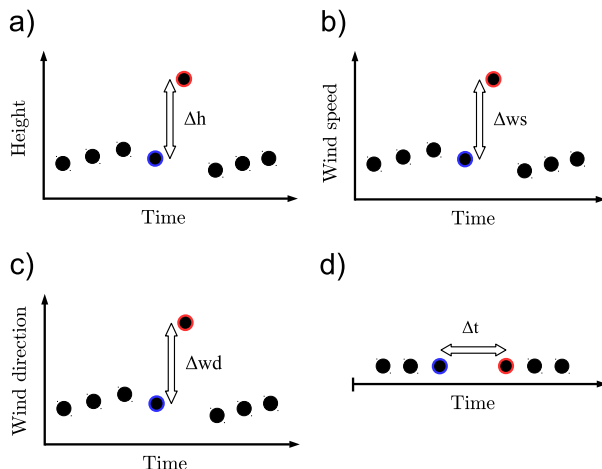 a)
Height
Δh
Time
b)
Wind speed
Δws
Time
c)
Wind direction
Δwd
Time
d)
Δt
Time